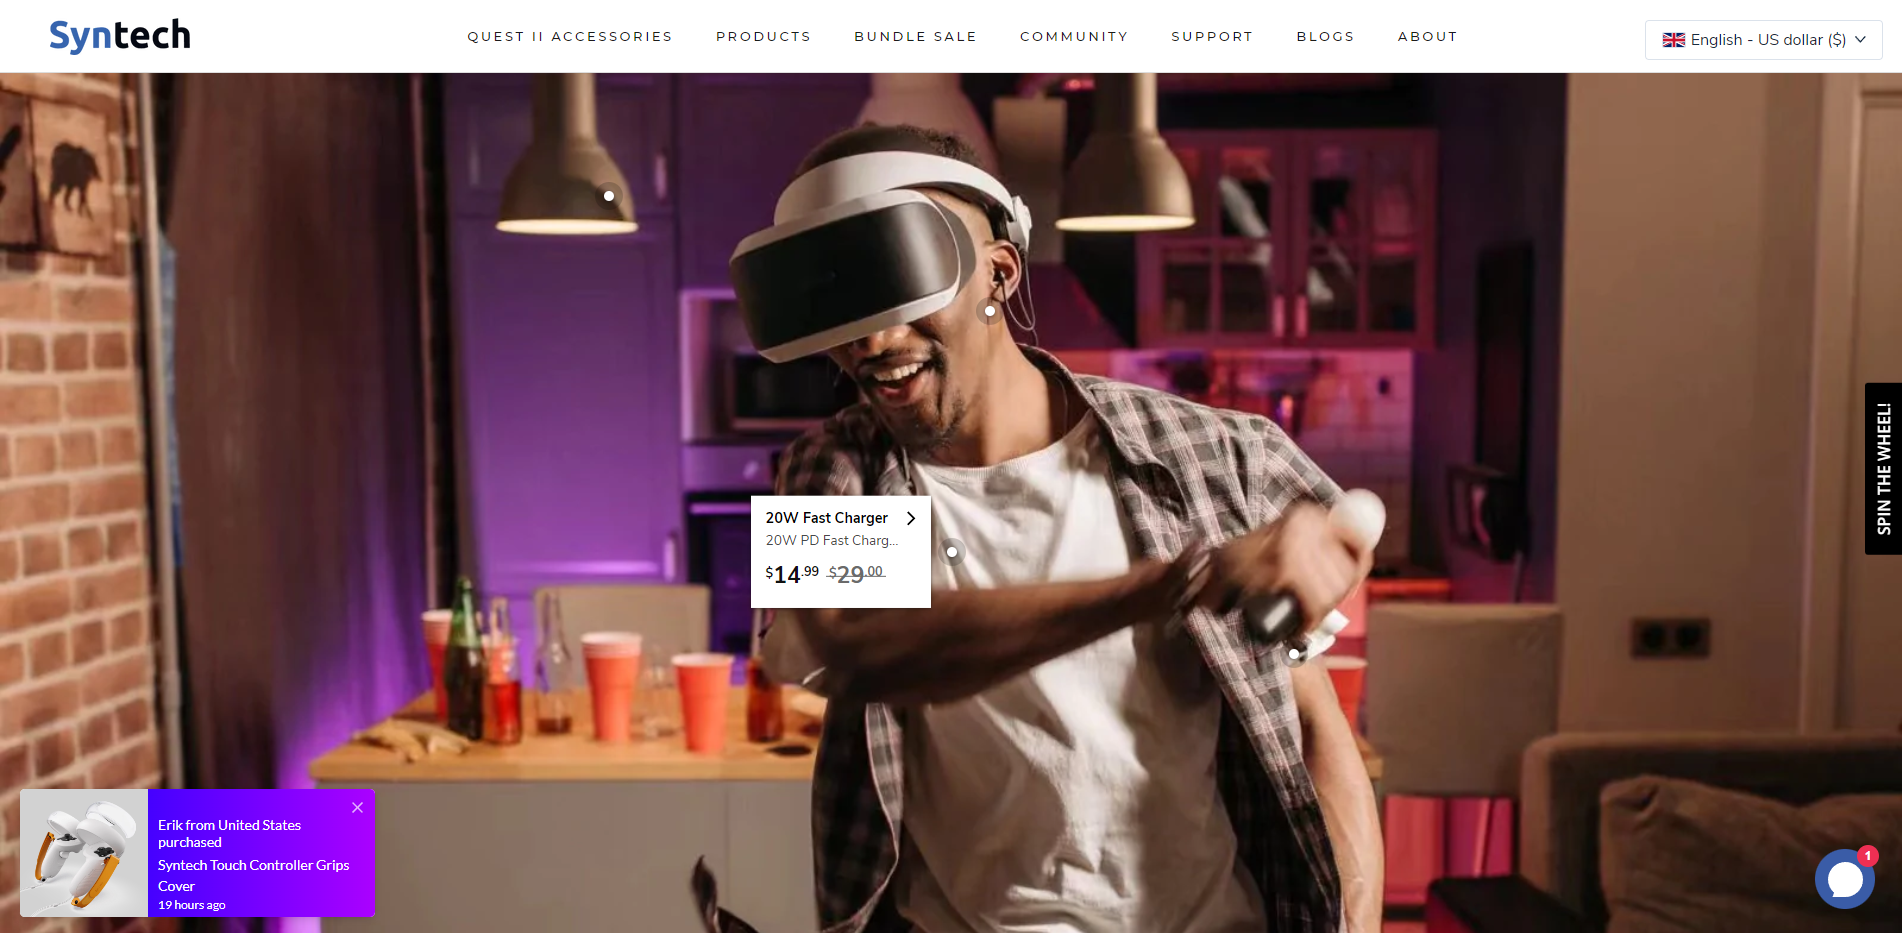 Syntech
QUEST II ACCESSORIES
PRODUCTS
BUNDLE SALE
COMMUNITY
SUPPORT
BLOGS
ABOUT
English - US dollar ($)
SPIN THE WHEEL!
20W Fast Charger
20W PD Fast Charg...
$14.99 $29.00
Erik from United States
purchased
Syntech Touch Controller Grips
Cover
19 hours ago
1